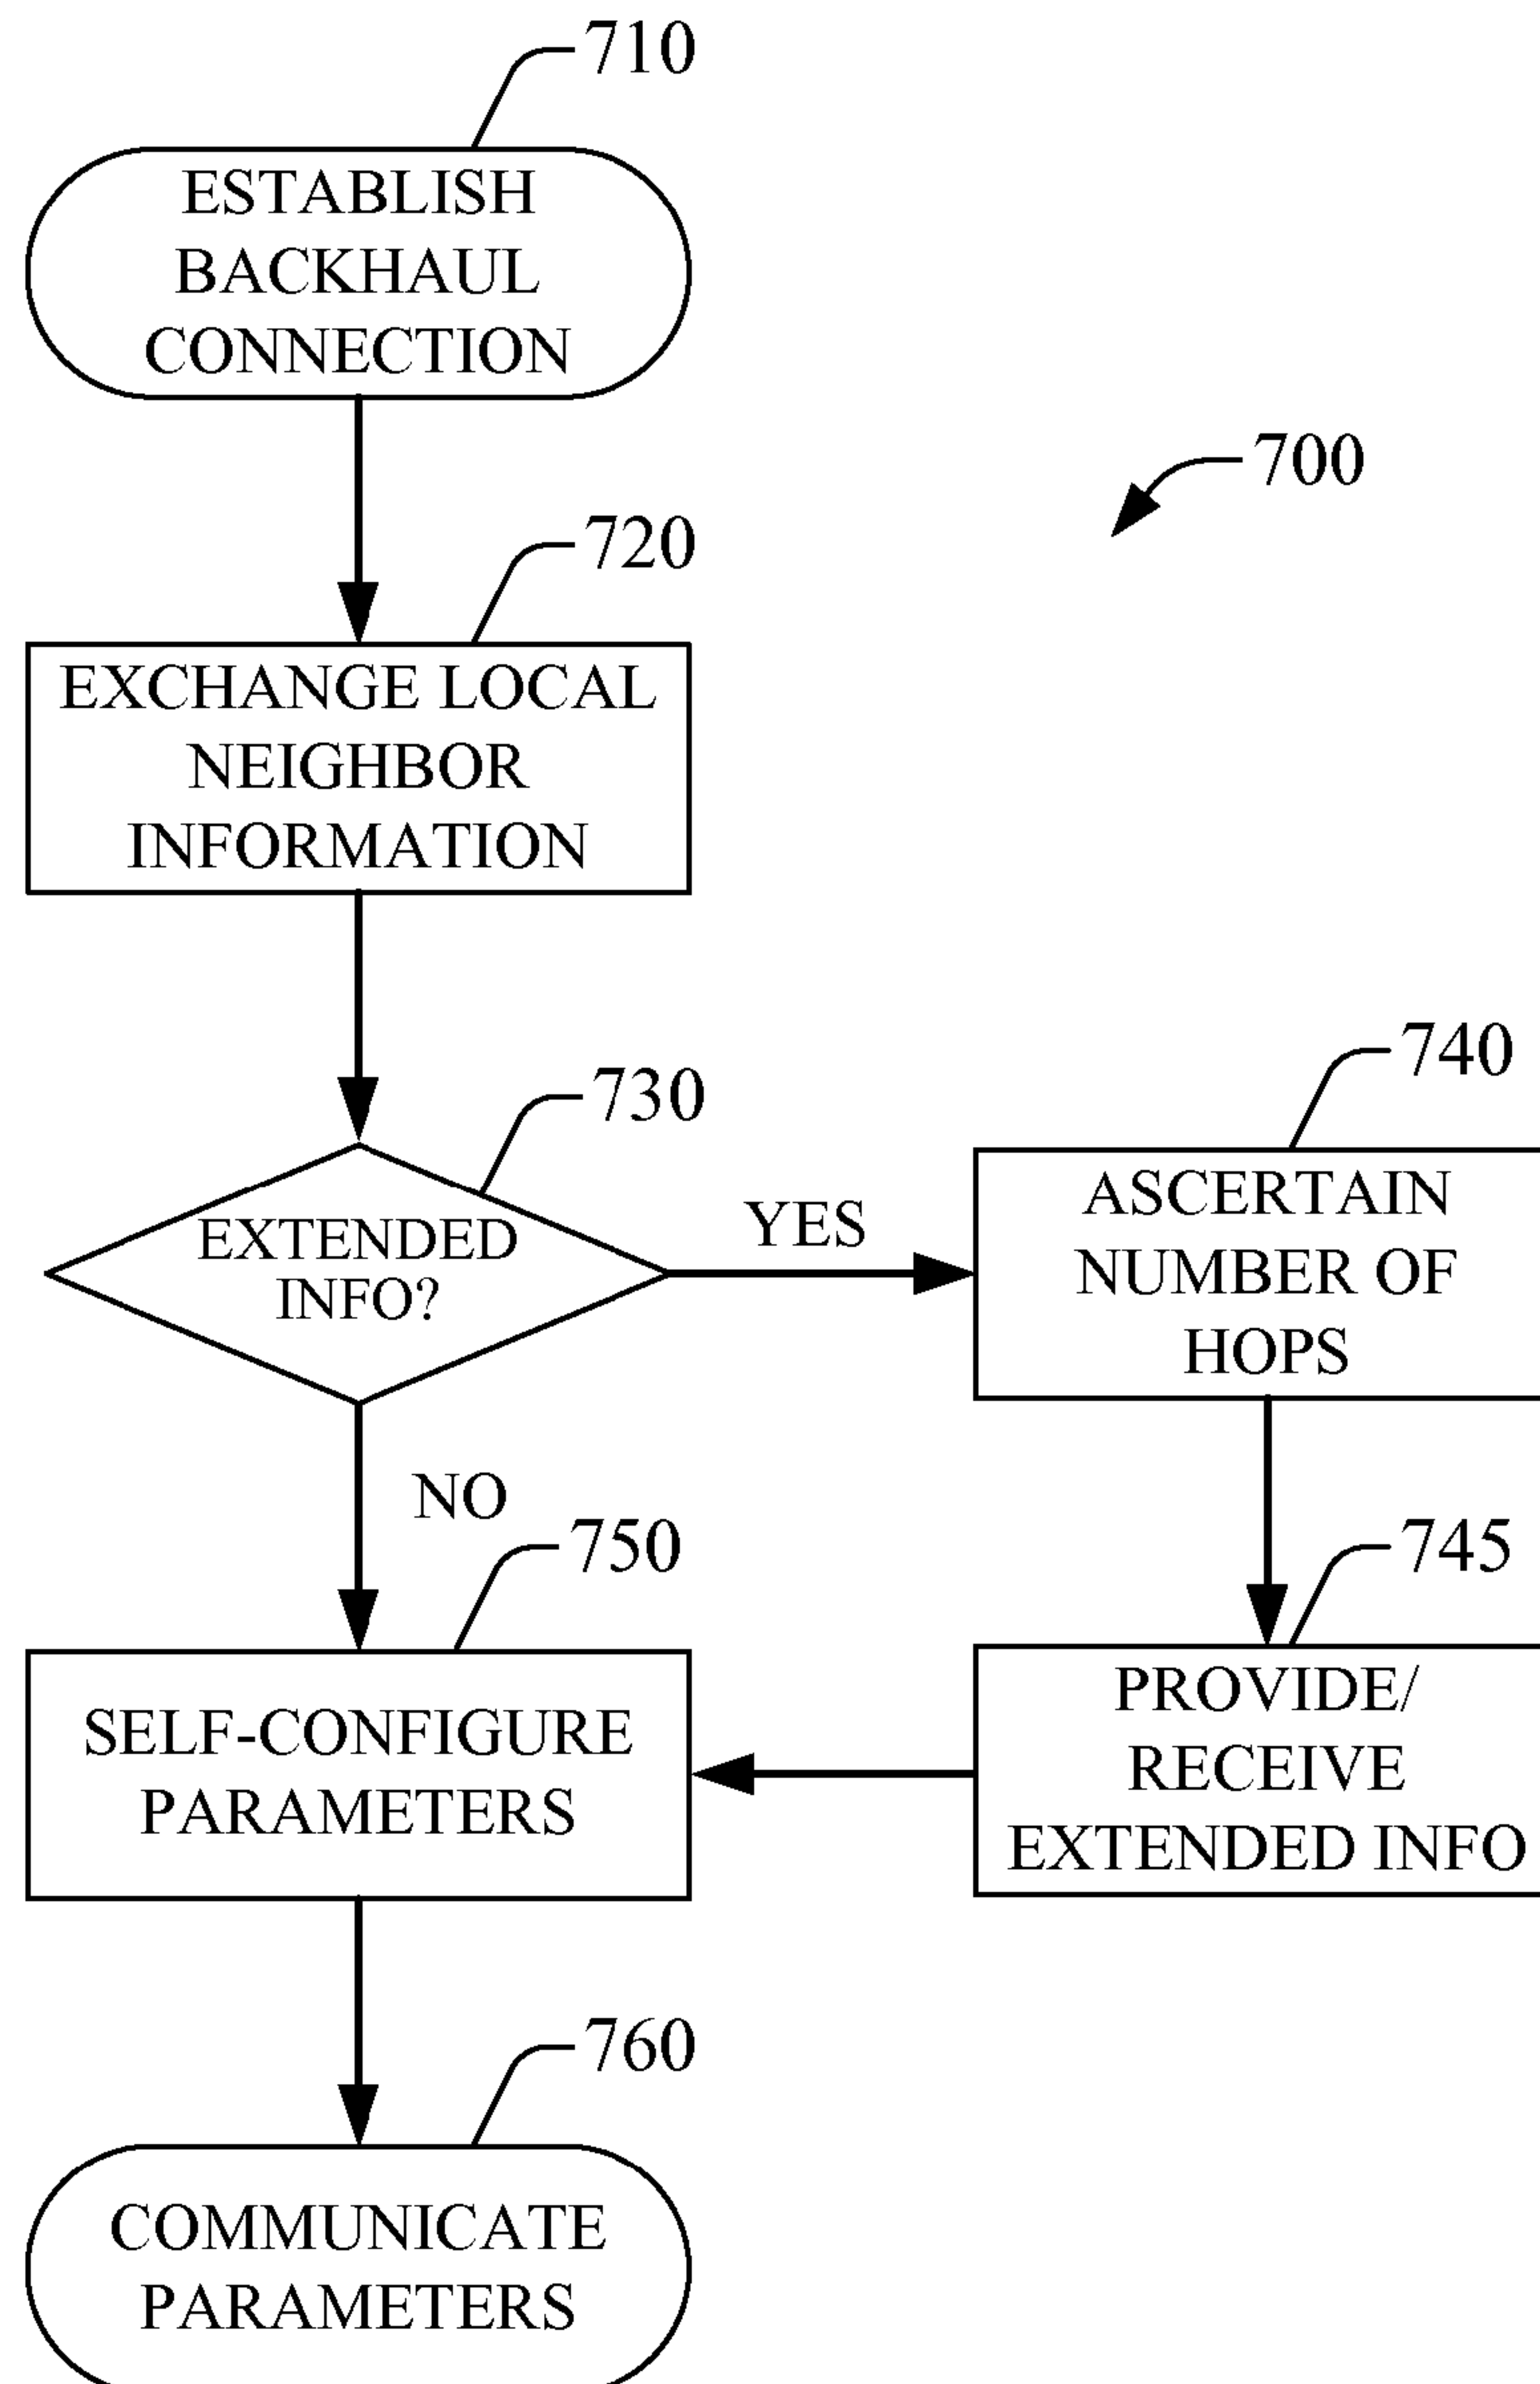 710
ESTABLISH
BACKHAUL
CONNECTION
700
720
EXCHANGE LOCAL
NEIGHBOR
INFORMATION
730
EXTENDED
INFO?
YES
740
ASCERTAIN
NUMBER OF
HOPS
NO
750
SELF-CONFIGURE
PARAMETERS
745
PROVIDE/
RECEIVE
EXTENDED INFO
760
COMMUNICATE
PARAMETERS